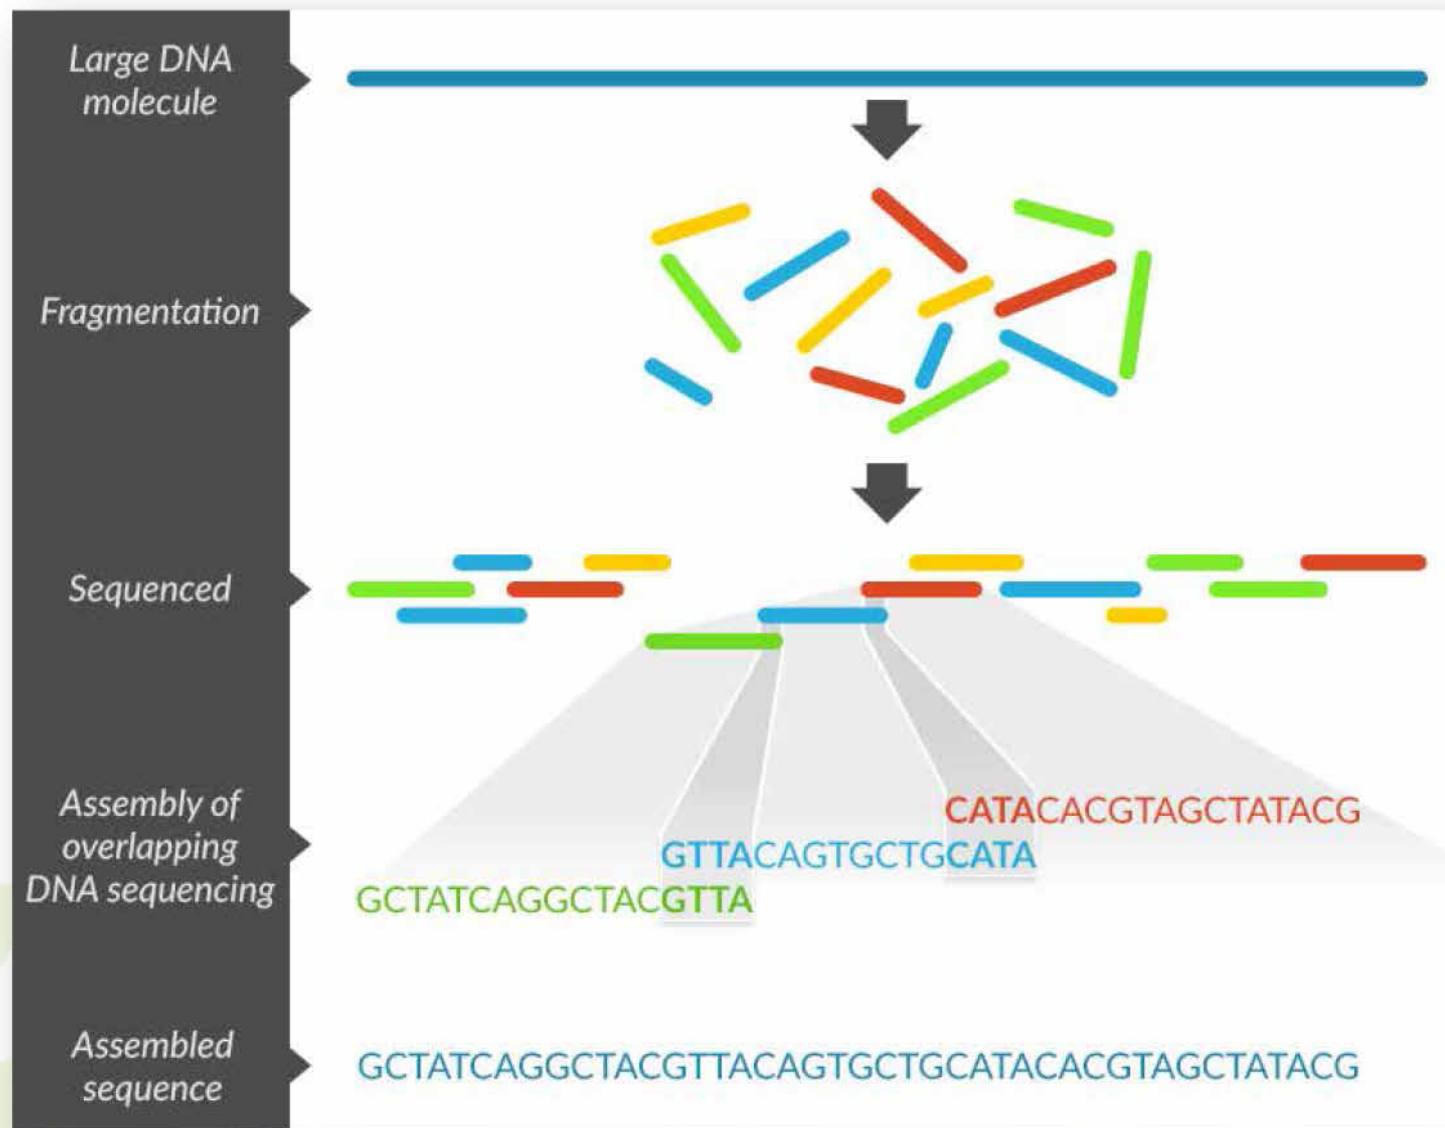 Large DNA
molecule
Fragmentation
Sequenced
Assembly of
overlapping
DNA sequencing
CATACACGTAGCTATACG
GTTACAGTGCTGCATA
GCTATCAGGCTACGTTA
Assembled
sequence
GCTATCAGGCTACGTTACAGTGCTGCATACACGTAGCTATACG